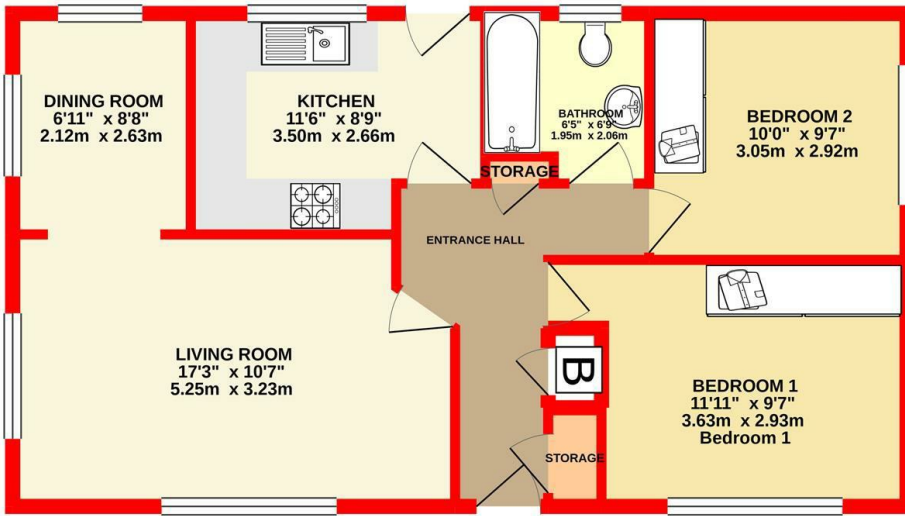 DINING ROOM
6'11" x 8'8"
2.12m x 2.63m
KITCHEN
11'6" x 8'9"
3.50m x 2.66m
BATHROOM
6'5" x 6'9"
1.95m x 2.06m
BEDROOM 2
10'0" x 9'7"
3.05m x 2.92m
STORAGE
ENTRANCE HALL
LIVING ROOM
17'3" x 10'7"
5.25m x 3.23m
B
BEDROOM 1
11'11" x 9'7"
3.63m x 2.93m
Bedroom 1
STORAGE